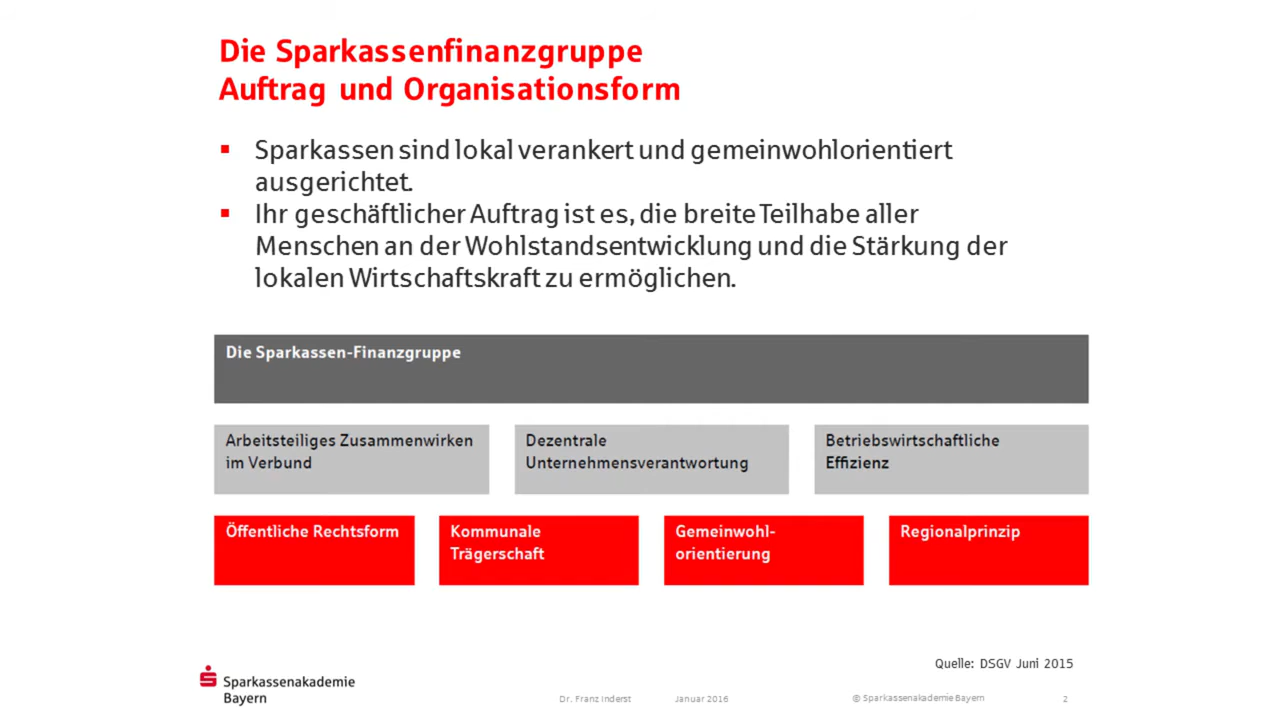 Die Sparkassenfinanzgruppe
Auftrag und Organisationsform
Sparkassen sind lokal verankert und gemeinwohlorientiert
ausgerichtet.
Ihr geschäftlicher Auftrag ist es, die breite Teilhabe aller
Menschen an der Wohlstandsentwicklung und die Stärkung der
lokalen Wirtschaftskraft zu ermöglichen.
Die Sparkassen-Finanzgruppe
Arbeitsteiliges Zusammenwirken
im Verbund
Dezentrale
Unternehmensverantwortung
Betriebswirtschaftliche
Effizienz
Öffentliche Rechtsform
Kommunale
Trägerschaft
Gemeinwohl-
orientierung
Regionalprinzip
Quelle: DSGV Juni 2015
Sparkassenakademie
Bayern
Dr. Franz Inderst
Januar 2016
© Sparkassenakademie Bayern
2